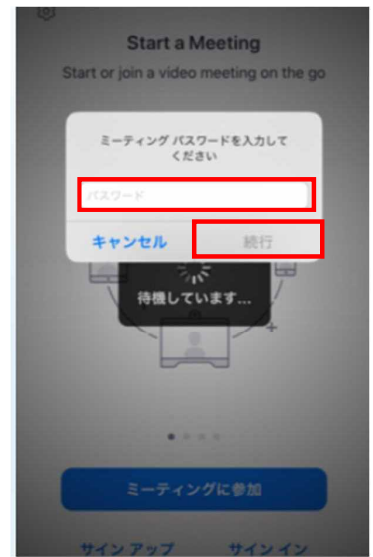 Start a Meeting
Start or join a video meeting on the go
ミーティング パスワードを入力して
ください
パスワード
キャンセル
続行
待機しています...
ミーティングに参加
サイン アップ
サイン イン